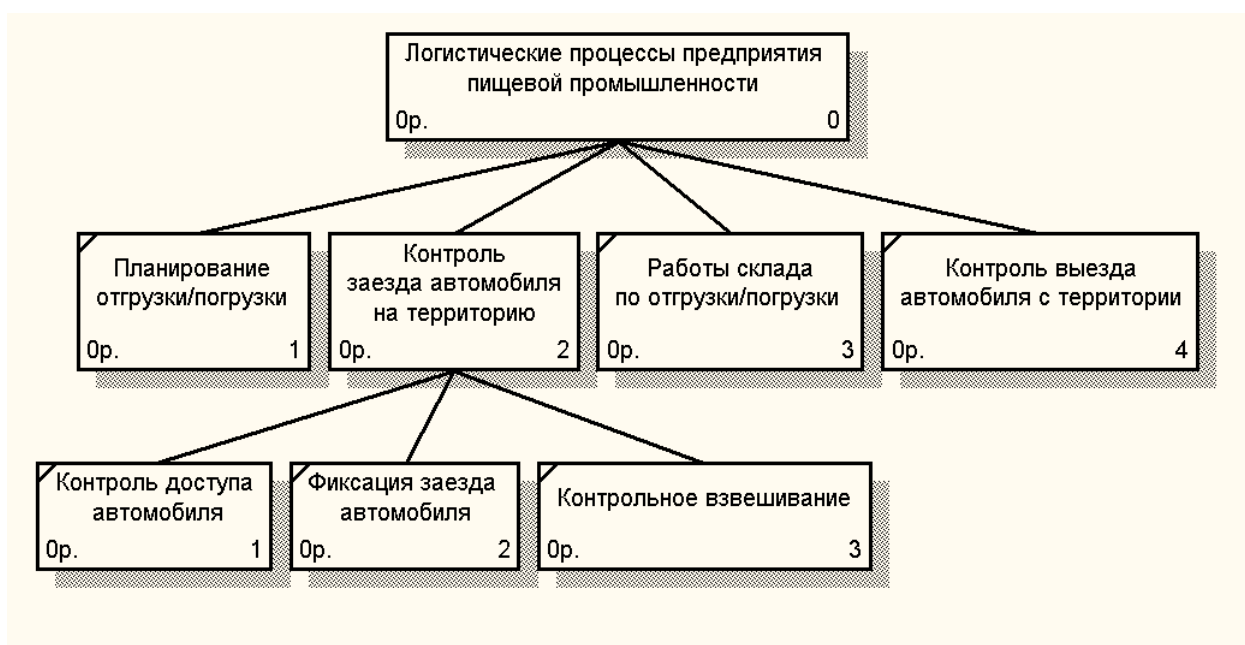 Логистические процессы предприятия
пищевой промышленности
0р. 0
Планирование
отгрузки/погрузки
0р. 1
Контроль
заезда автомобиля
на территорию
0р. 2
Работы склада
по отгрузки/погрузки
0р. 3
Контроль выезда
автомобиля с территории
0р. 4
Контроль доступа
автомобиля
0р. 1
Фиксация заезда
автомобиля
0р. 2
Контрольное взвешивание
0р. 3